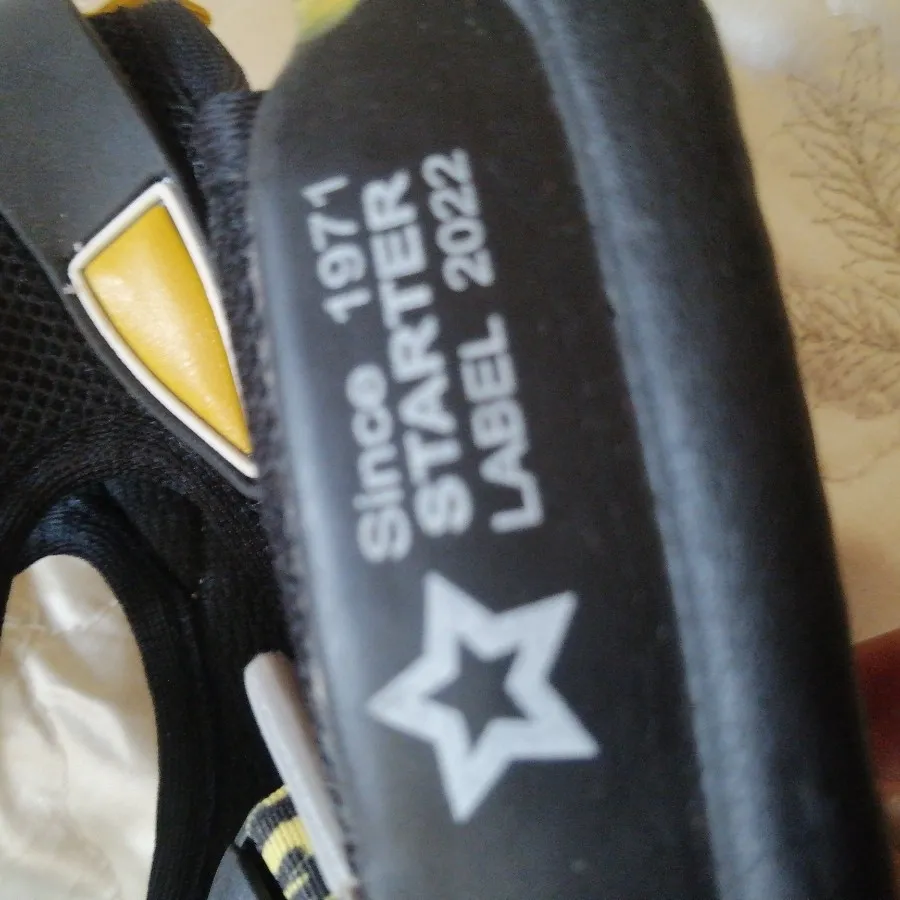 Since 1971
STARTER
LABEL 2022